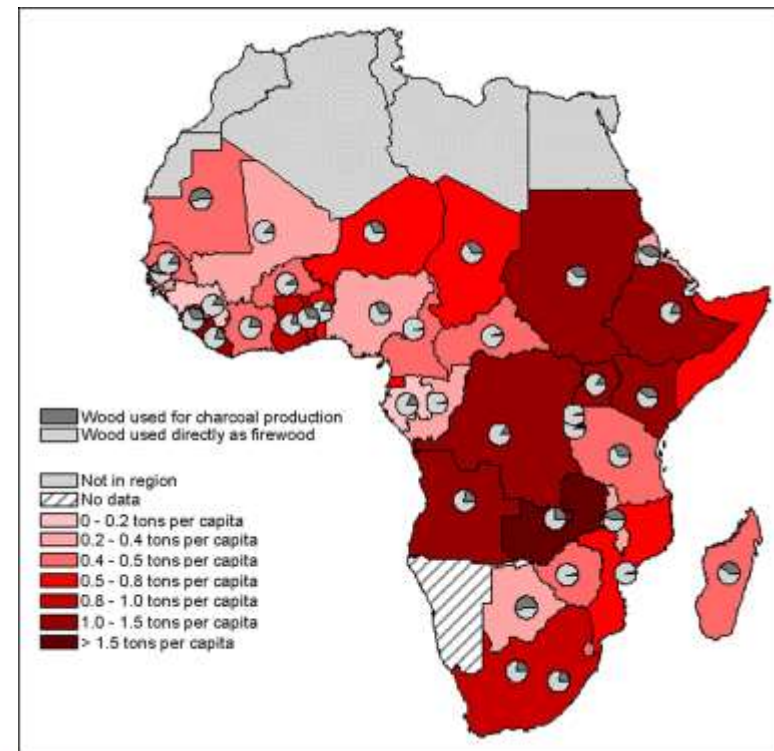 Wood used for charcoal production
Wood used directly as firewood
Not in region
No data
0 - 0.2 tons per capita
0.2 - 0.4 tons per capita
0.4 - 0.5 tons per capita
0.5 - 0.8 tons per capita
0.8 - 1.0 tons per capita
1.0 - 1.5 tons per capita
> 1.5 tons per capita